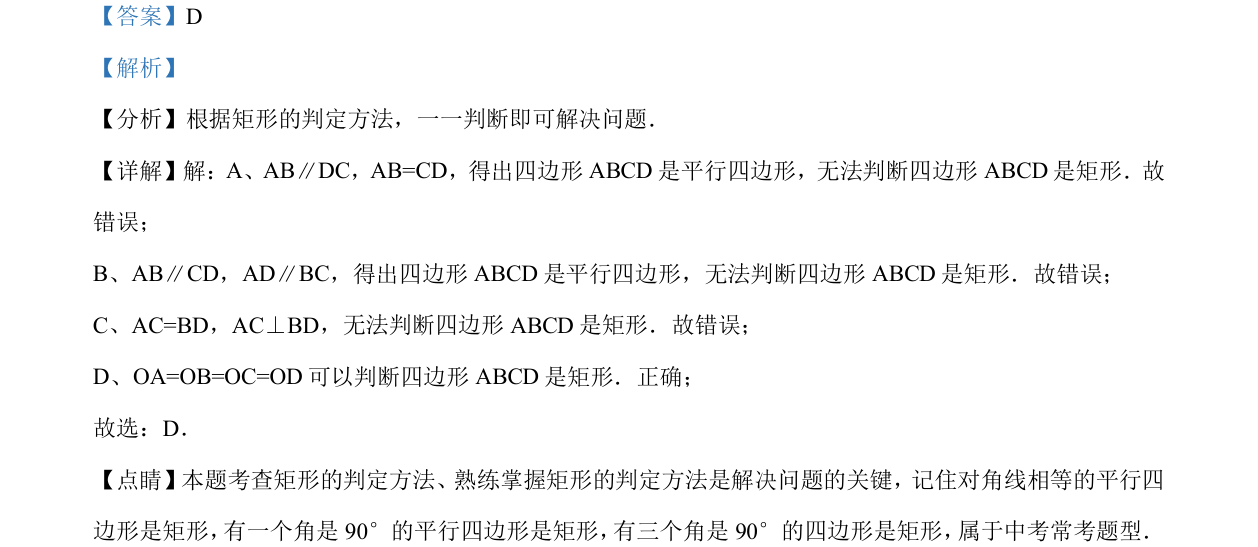 【答案】D
【解析】
【分析】根据矩形的判定方法，一一判断即可解决问题．
【详解】解：A、AB∥DC，AB=CD，得出四边形 ABCD 是平行四边形，无法判断四边形 ABCD 是矩形．故
错误；
B、AB∥CD，AD∥BC，得出四边形 ABCD 是平行四边形，无法判断四边形 ABCD 是矩形．故错误；
C、AC=BD，AC⊥BD，无法判断四边形 ABCD 是矩形．故错误；
D、OA=OB=OC=OD 可以判断四边形 ABCD 是矩形．正确；
故选：D．
【点睛】本题考查矩形的判定方法、熟练掌握矩形的判定方法是解决问题的关键，记住对角线相等的平行四
边形是矩形，有一个角是 90°的平行四边形是矩形，有三个角是 90°的四边形是矩形，属于中考常考题型．